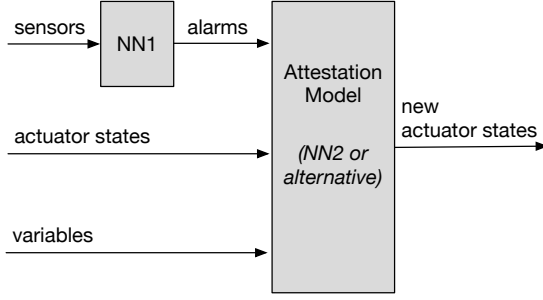 sensors
NN1
alarms
Attestation
Model
(NN2 or
alternative)
actuator states
new
actuator states
variables